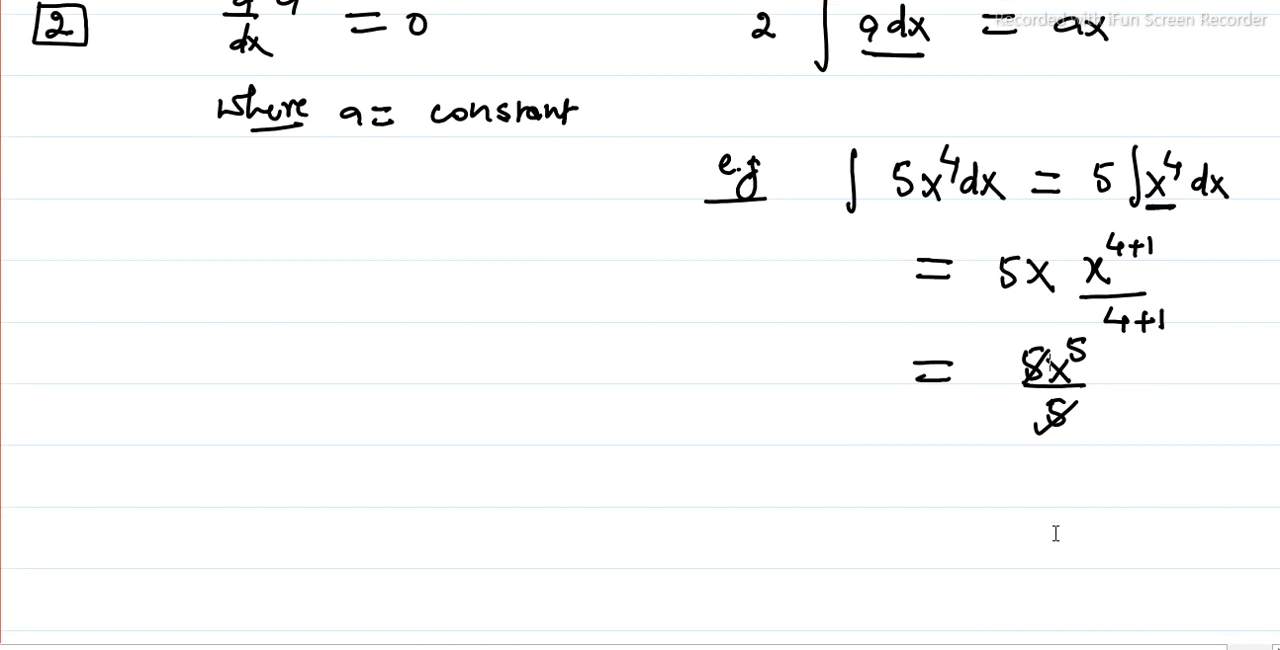 Recorded with iFun Screen Recorder
2 d/dx a = 0
2 ∫ a dx = ax
where a = constant
e.g ∫ 5x⁴dx = 5 ∫x⁴ dx
= 5 x x⁴⁺¹/4+1
= 5x⁵/5